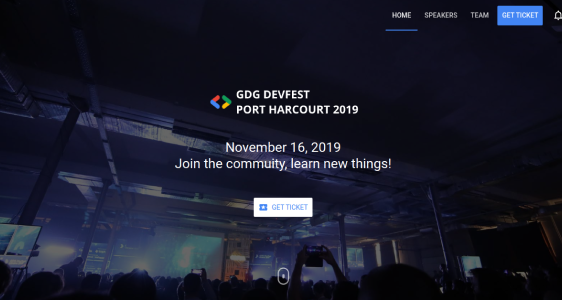 HOME SPEAKERS TEAM GET TICKET
GDG DEVFEST
PORT HARCOURT 2019
November 16, 2019
Join the commuity, learn new things!
GET TICKET